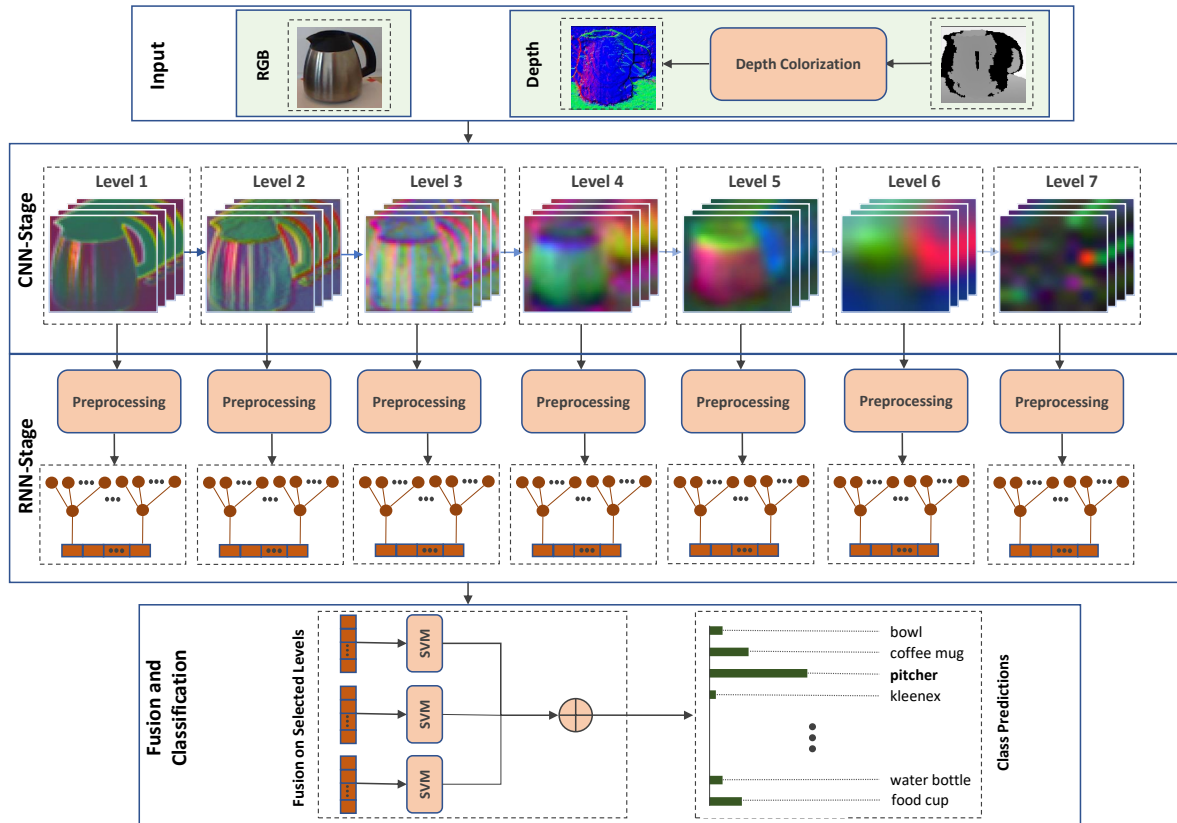 Input
RGB
Depth
Depth Colorization
CNN-Stage
Level 1
Level 2
Level 3
Level 4
Level 5
Level 6
Level 7
RNN-Stage
Preprocessing
Preprocessing
Preprocessing
Preprocessing
Preprocessing
Preprocessing
Preprocessing
Fusion and
Classification
Fusion on Selected Levels
SVM
SVM
SVM
bowl
coffee mug
pitcher
kleenex
water bottle
food cup
Class Predictions